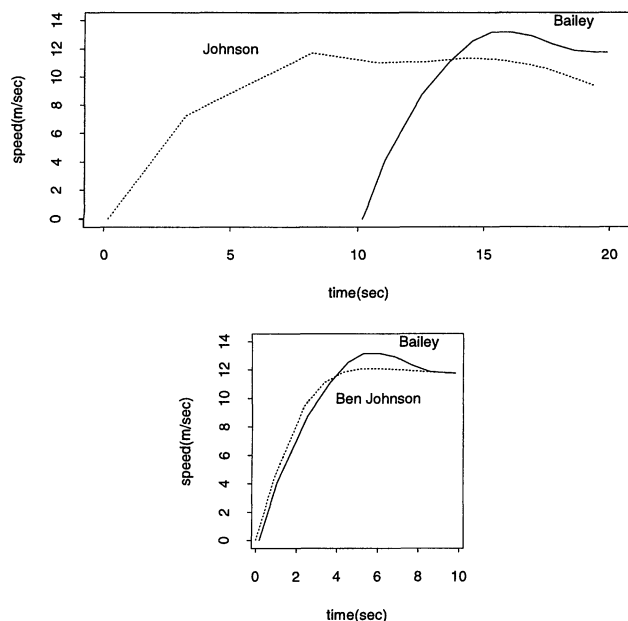 Bailey
Johnson
speed(m/sec)
0 2 4 6 8 10 12 14
0 5 10 15 20
time(sec)
Bailey
Ben Johnson
speed(m/sec)
0 2 4 6 8 10 12 14
0 2 4 6 8 10
time(sec)